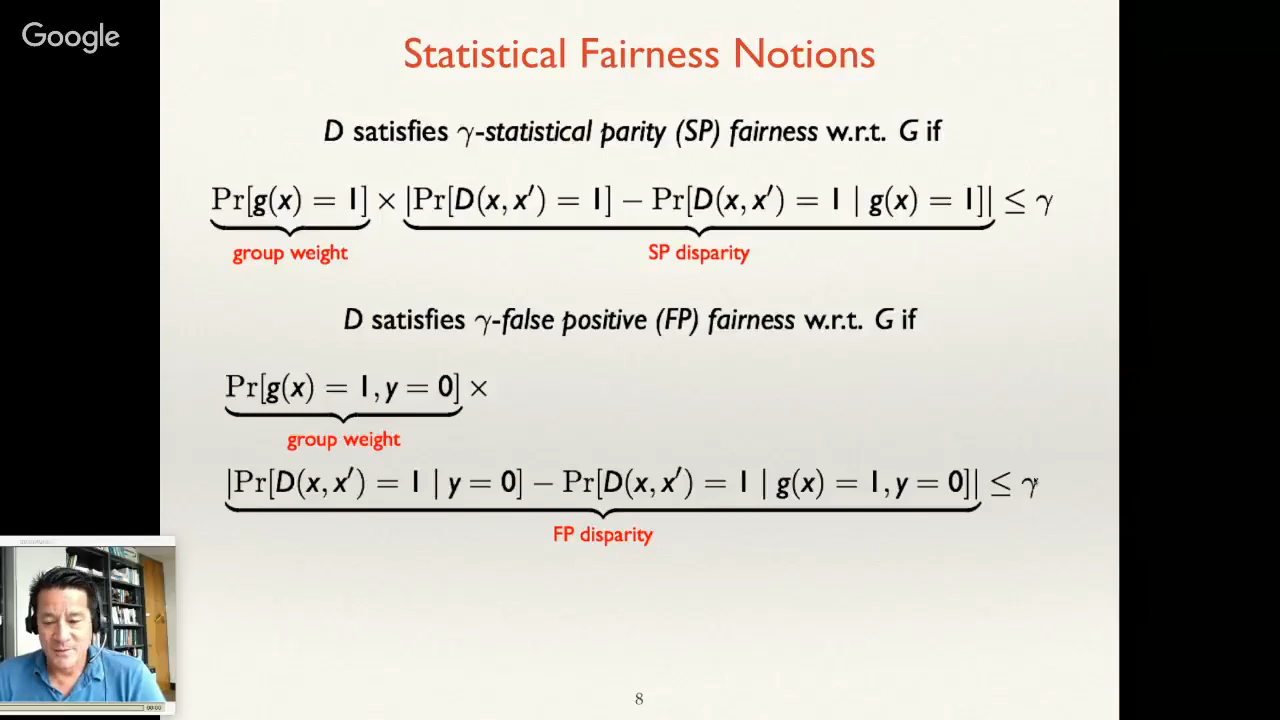 Google
Statistical Fairness Notions
D satisfies γ-statistical parity (SP) fairness w.r.t. G if
Pr[g(x) = 1] × |Pr[D(x, x′) = 1] − Pr[D(x, x′) = 1 | g(x) = 1]| ≤ γ
group weight SP disparity
D satisfies γ-false positive (FP) fairness w.r.t. G if
Pr[g(x) = 1, y = 0] ×
group weight
|Pr[D(x, x′) = 1 | y = 0] − Pr[D(x, x′) = 1 | g(x) = 1, y = 0]| ≤ γ
FP disparity
8
00:00